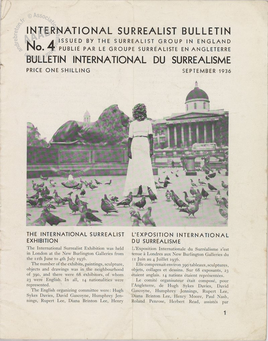 INTERNATIONAL SURREALIST BULLETIN
No. 4
ISSUED BY THE SURREALIST GROUP IN ENGLAND
PUBLIÉ PAR LE GROUPE SURRÉALISTE EN ANGLETERRE
BULLETIN INTERNATIONAL DU SURREALISME
PRICE ONE SHILLING
SEPTEMBER 1936
THE INTERNATIONAL SURREALIST
EXHIBITION
The International Surrealist Exhibition was held
in London at the New Burlington Galleries from
the 11th June to 4th July 1936.
The number of the exhibits, paintings, sculpture,
objects and drawings was in the neighbourhood
of 390, and there were 68 exhibitors, of whom
23 were English. In all, 14 nationalities were
represented.
The English organising committee were: Hugh
Sykes Davies, David Gascoyne, Humphrey Jen-
nings, Rupert Lee, Diana Brinton Lee, Henry
L'EXPOSITION INTERNATIONALE
DU SURRÉALISME
L'Exposition Internationale du Surréalisme s'est
tenue à Londres aux New Burlington Galleries du
11 Juin au 4 Juillet 1936.
Elle comprenait environ 390 tableaux, sculptures,
objets, collages et dessins. Sur 68 exposants, 23
étaient anglais. 14 nations étaient représentées.
Le comité organisateur était composé, pour
l'Angleterre, de Hugh Sykes Davies, David
Gascoyne, Humphrey Jennings, Rupert Lee,
Diana Brinton Lee, Henry Moore, Paul Nash,
Roland Penrose, Herbert Read, assistés par
1